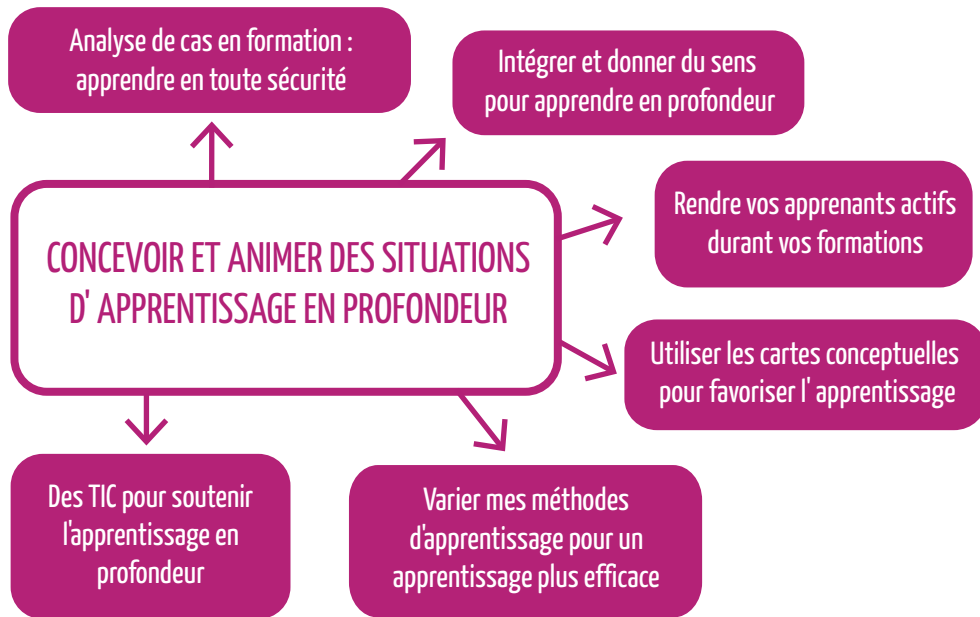 Analyse de cas en formation :
apprendre en toute sécurité
Intégrer et donner du sens
pour apprendre en profondeur
Rendre vos apprenants actifs
durant vos formations
CONCEVOIR ET ANIMER DES SITUATIONS
D' APPRENTISSAGE EN PROFONDEUR
Utiliser les cartes conceptuelles
pour favoriser l' apprentissage
Des TIC pour soutenir
l'apprentissage en
profondeur
Varier mes méthodes
d'apprentissage pour un
apprentissage plus efficace